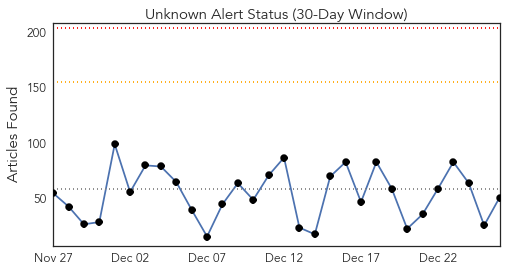 Unknown Alert Status (30-Day Window)
Articles Found
200
150
100
50
Nov 27 Dec 02 Dec 07 Dec 12 Dec 17 Dec 22